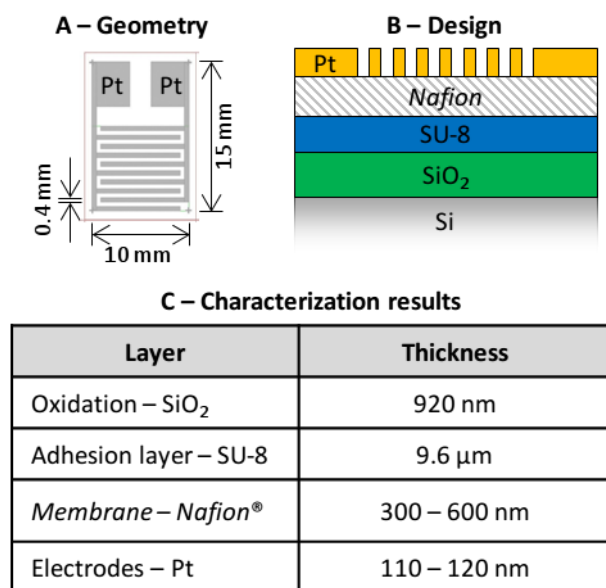 A – Geometry
B – Design
Pt
Pt
15 mm
0.4 mm
10 mm
Pt
Nafion
SU-8
SiO₂
Si
C – Characterization results
Layer
Thickness
Oxidation – SiO₂
920 nm
Adhesion layer – SU-8
9.6 µm
Membrane – Nafion®
300 – 600 nm
Electrodes – Pt
110 – 120 nm